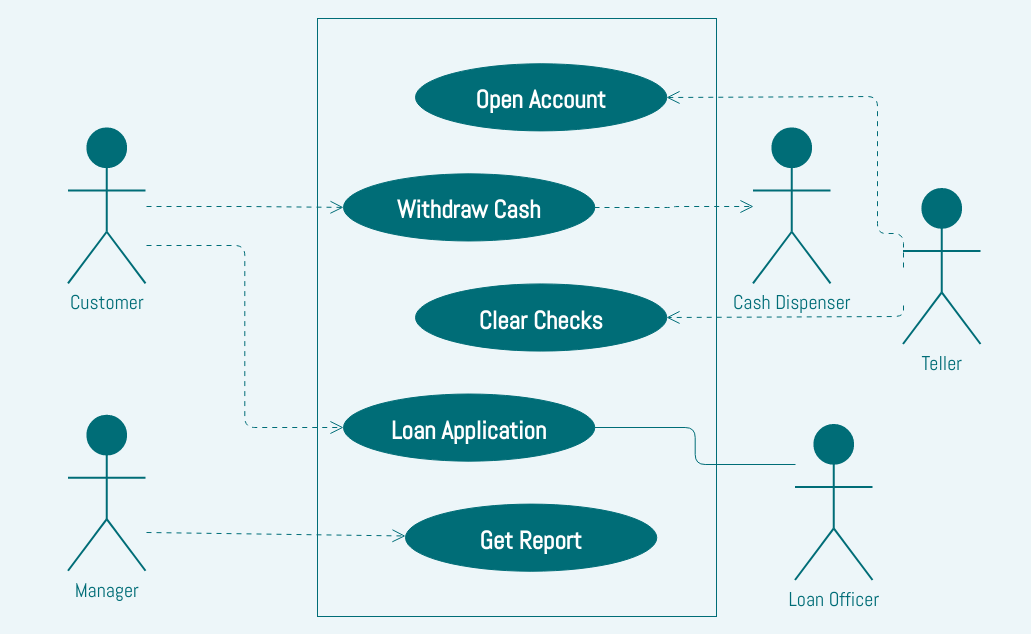 Open Account
Withdraw Cash
Customer
Cash Dispenser
Clear Checks
Teller
Loan Application
Get Report
Manager
Loan Officer